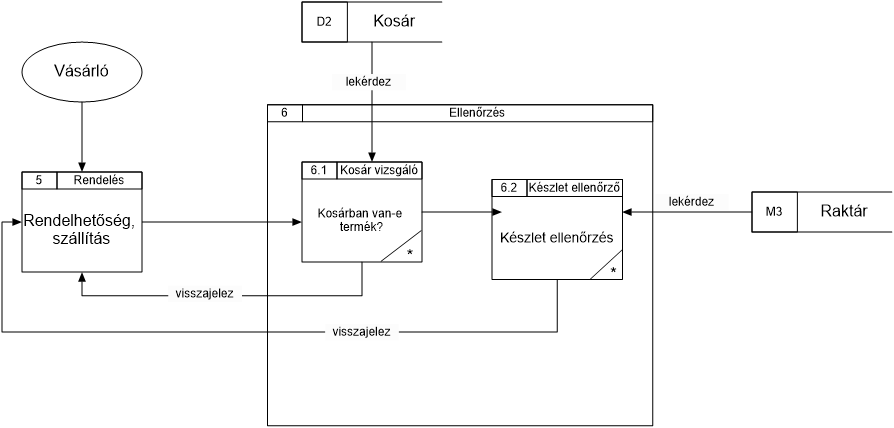 D2 Kosár
Vásárló
lekérdez
6 Ellenőrzés
5 Rendelés
Rendelhetőség,
szállítás
6.1 Kosár vizsgáló
Kosárban van-e
termék?
*
6.2 Készlet ellenőrző
Készlet ellenőrzés
*
lekérdez
M3 Raktár
visszajelez
visszajelez